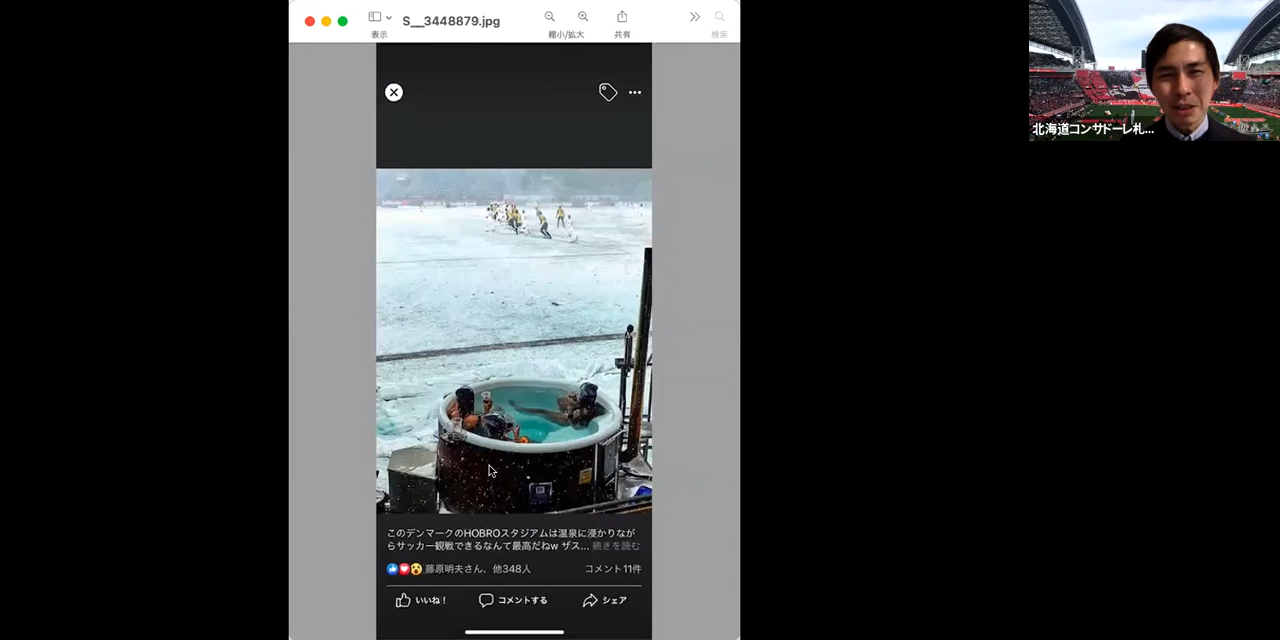 S__3448879.jpg
表示
縮小/拡大
共有
検索
北海道コンサドーレ札...
このデンマークのHOBROスタジアムは温泉に浸かりなが
らサッカー観戦できるなんて最高だねw ザス... 続きを読む
藤原明夫さん、他348人
コメント11件
いいね！
コメントする
シェア